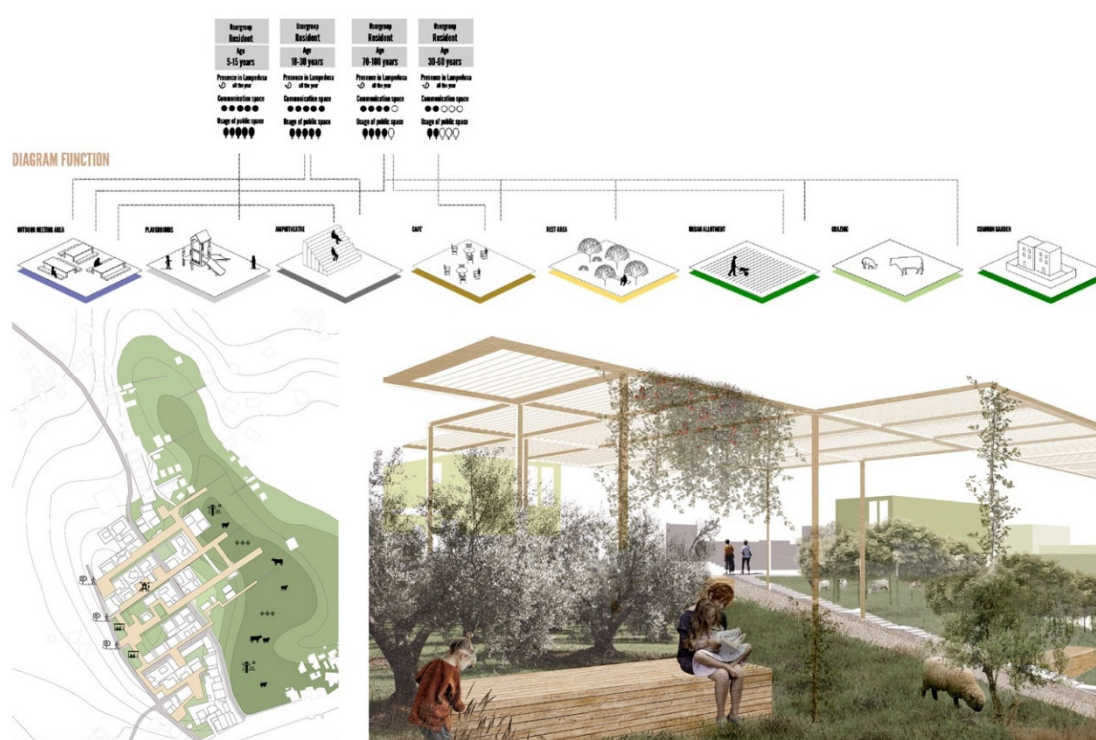 Usergroup
Resident
Age
5-15 years
Presence in Lampedusa
all the year
Communication space
Usage of public space
Usergroup
Resident
Age
18-30 years
Presence in Lampedusa
all the year
Communication space
Usage of public space
Usergroup
Resident
Age
70-100 years
Presence in Lampedusa
all the year
Communication space
Usage of public space
Usergroup
Resident
Age
30-60 years
Presence in Lampedusa
all the year
Communication space
Usage of public space
DIAGRAM FUNCTION
OUTDOOR MEETING AREA
PLAYGROUNDS
AMPHITHEATRE
CAFE
REST AREA
URBAN ALLOTMENT
GRAZING
COMMON GARDEN